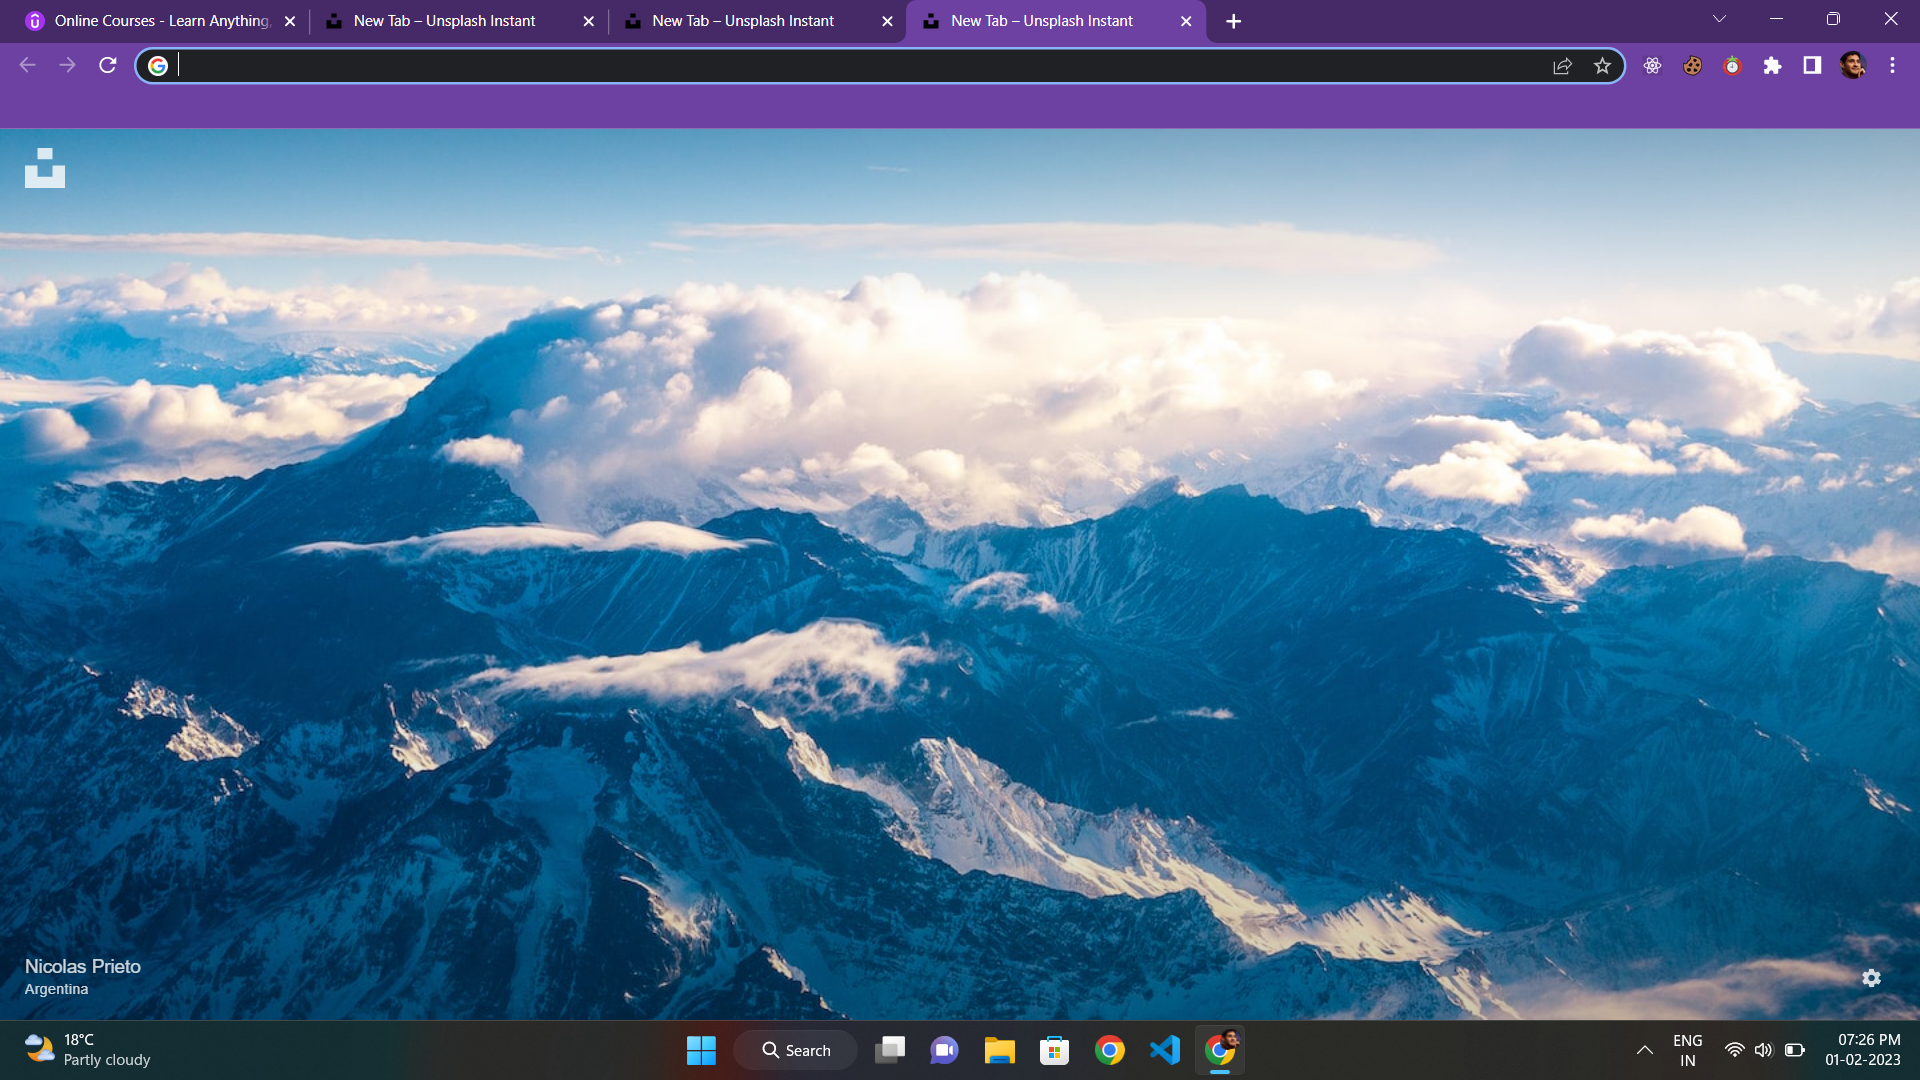 Online Courses - Learn Anything,
New Tab – Unsplash Instant
New Tab – Unsplash Instant
New Tab – Unsplash Instant
Nicolas Prieto
Argentina
18°C
Partly cloudy
Search
ENG
IN
07:26 PM
01-02-2023